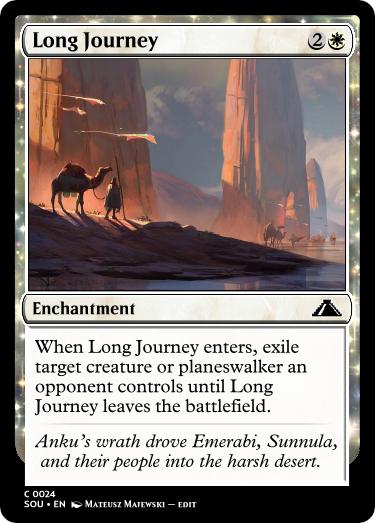 Long Journey 2
Enchantment
When Long Journey enters, exile
target creature or planeswalker an
opponent controls until Long
Journey leaves the battlefield.
Anku's wrath drove Emerabi, Sunnula,
and their people into the harsh desert.
C 0024
SOU • EN Mateusz Majewski — edit